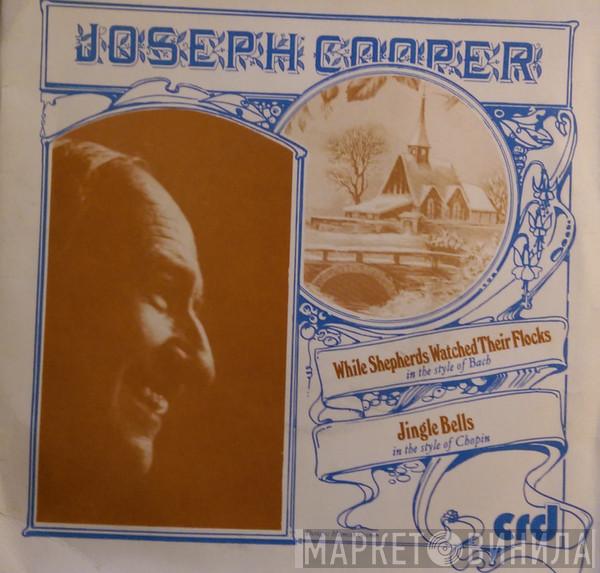 JOSEPH COOPER
While Shepherds Watched Their Flocks
in the style of Bach
Jingle Bells
in the style of Chopin
crd
МАРКЕТ ВИНИЛА